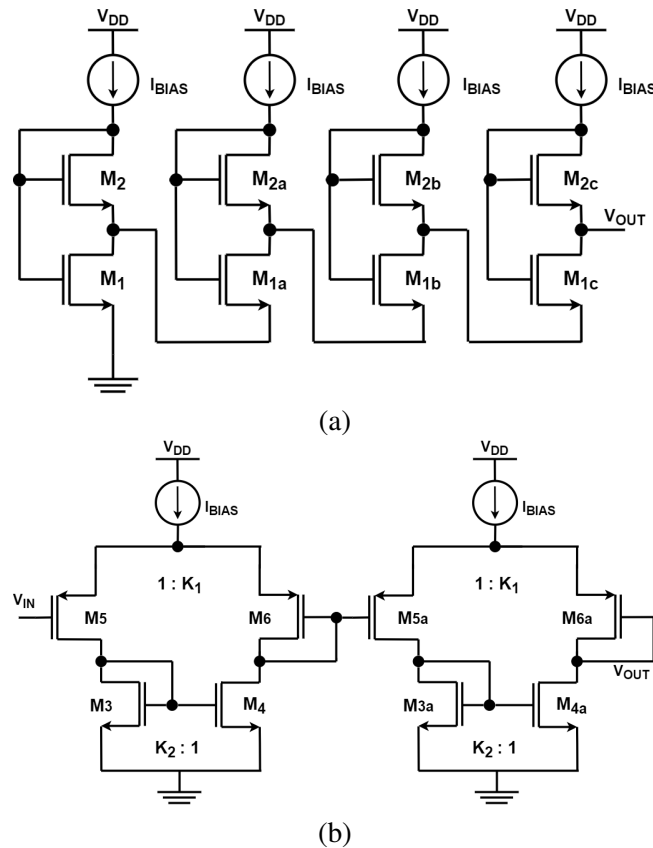 VDD VDD VDD VDD
IBIAS IBIAS IBIAS IBIAS
M2 M2a M2b M2c
VOUT
M1 M1a M1b M1c
(a)
VDD VDD
IBIAS IBIAS
1 : K1 1 : K1
VIN M5 M6 M5a M6a
VOUT
M3 M4 M3a M4a
K2 : 1 K2 : 1
(b)